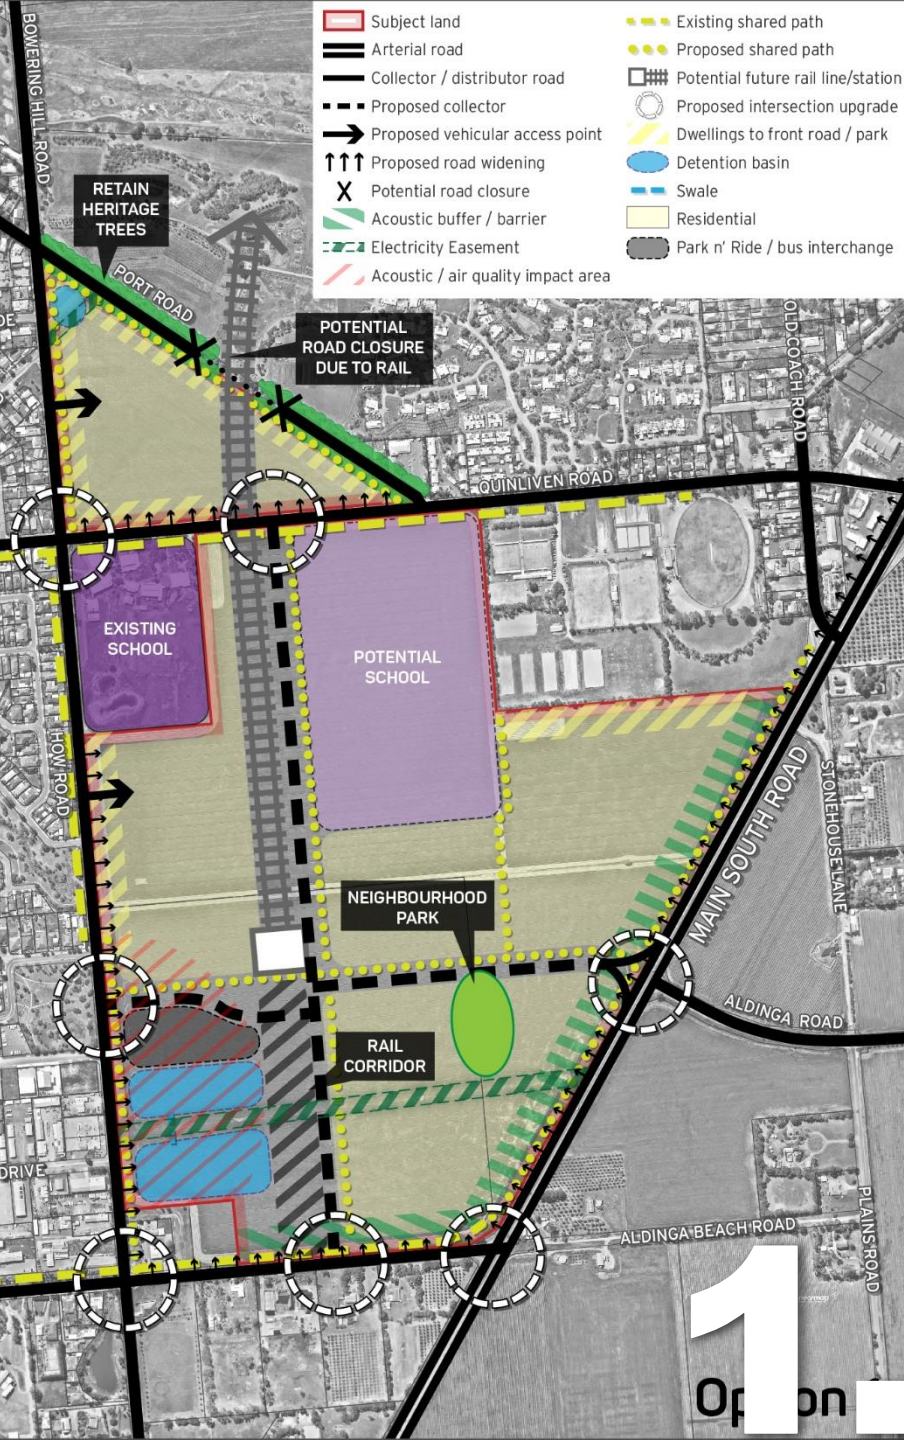 Subject land
Arterial road
Collector / distributor road
Proposed collector
Proposed vehicular access point
Proposed road widening
Potential road closure
Acoustic buffer / barrier
Electricity Easement
Acoustic / air quality impact area
Existing shared path
Proposed shared path
Potential future rail line/station
Proposed intersection upgrade
Dwellings to front road / park
Detention basin
Swale
Residential
Park n' Ride / bus interchange
BOWERING HILL ROAD
RETAIN
HERITAGE
TREES
PORT ROAD
POTENTIAL
ROAD CLOSURE
DUE TO RAIL
OLD COACH ROAD
QUINLIVEN ROAD
EXISTING
SCHOOL
POTENTIAL
SCHOOL
HOW ROAD
MAIN SOUTH ROAD
STONEHOUSE LANE
NEIGHBOURHOOD
PARK
ALDINGA ROAD
RAIL
CORRIDOR
DRIVE
PLAINS ROAD
ALDINGA BEACH ROAD
1